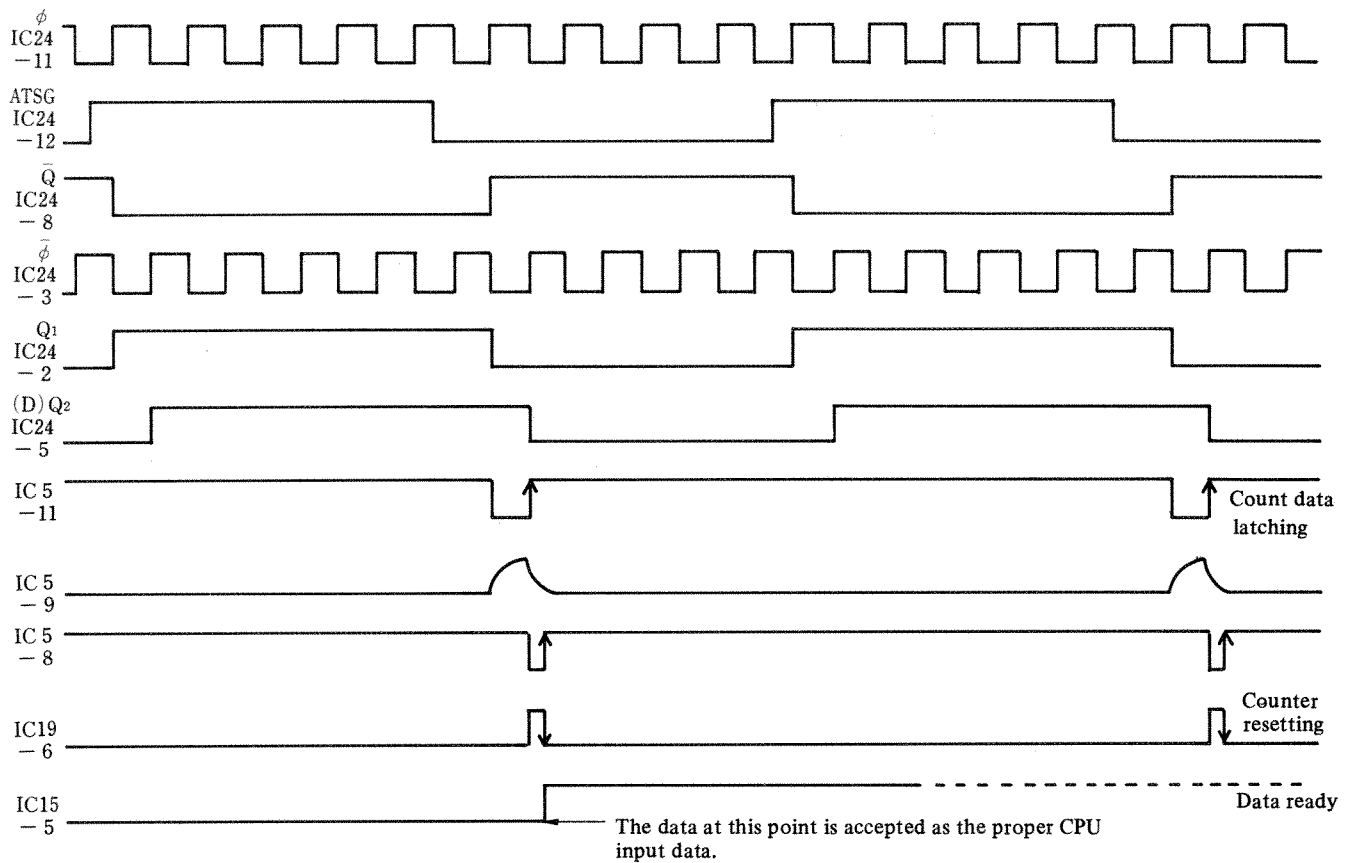 φ
IC24
－11
ATSG
IC24
－12
Q̄
IC24
－8
φ̄
IC24
－3
Q1
IC24
－2
(D) Q2
IC24
－5
IC 5
－11
Count data
latching
IC 5
－9
IC 5
－8
IC19
－6
Counter
resetting
IC15
－5
Data ready
The data at this point is accepted as the proper CPU
input data.